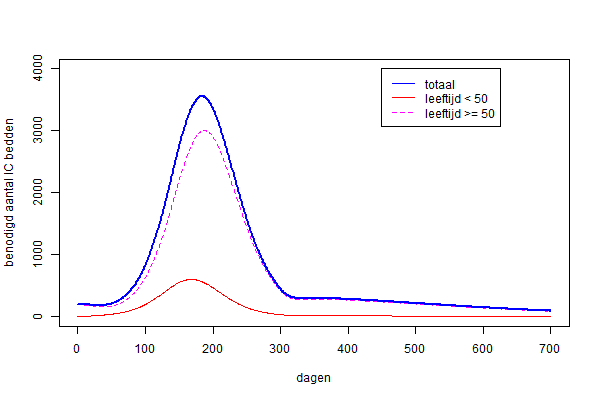 benodigd aantal IC bedden
4000
3000
2000
1000
0
totaal
leeftijd < 50
leeftijd >= 50
0 100 200 300 400 500 600 700
dagen